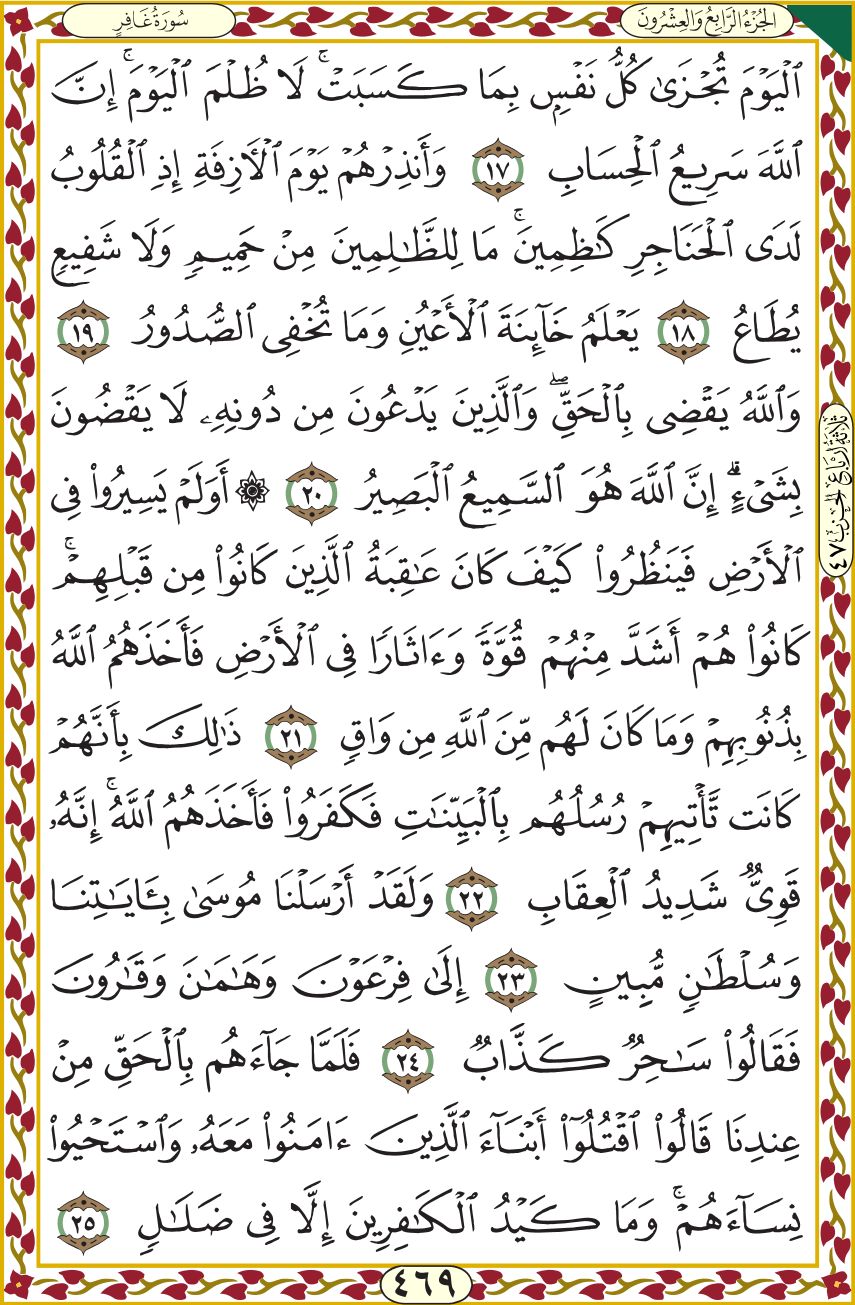 الجُزْءُ الرَّابِعُ وَالعِشْرُونَ
سُورَةُ غَافِرٍ
ٱلْيَوْمَ تُجْزَىٰ كُلُّ نَفْسٍۭ بِمَا كَسَبَتْ ۚ لَا ظُلْمَ ٱلْيَوْمَ ۚ إِنَّ
ٱللَّهَ سَرِيعُ ٱلْحِسَابِ ١٧ وَأَنذِرْهُمْ يَوْمَ ٱلْأَزِفَةِ إِذِ ٱلْقُلُوبُ
لَدَى ٱلْحَنَاجِرِ كَٰظِمِينَ ۚ مَا لِلظَّٰلِمِينَ مِنْ حَمِيمٍ وَلَا شَفِيعٍ
يُطَاعُ ١٨ يَعْلَمُ خَآئِنَةَ ٱلْأَعْيُنِ وَمَا تُخْفِى ٱلصُّدُورُ ١٩
وَٱللَّهُ يَقْضِى بِٱلْحَقِّ ۖ وَٱلَّذِينَ يَدْعُونَ مِن دُونِهِۦ لَا يَقْضُونَ
بِشَىْءٍ ۗ إِنَّ ٱللَّهَ هُوَ ٱلسَّمِيعُ ٱلْبَصِيرُ ٢٠ ۞ أَوَلَمْ يَسِيرُوا۟ فِى
ٱلْأَرْضِ فَيَنظُرُوا۟ كَيْفَ كَانَ عَٰقِبَةُ ٱلَّذِينَ كَانُوا۟ مِن قَبْلِهِمْ ۚ
كَانُوا۟ هُمْ أَشَدَّ مِنْهُمْ قُوَّةً وَءَاثَارًا فِى ٱلْأَرْضِ فَأَخَذَهُمُ ٱللَّهُ
بِذُنُوبِهِمْ وَمَا كَانَ لَهُم مِّنَ ٱللَّهِ مِن وَاقٍ ٢١ ذَٰلِكَ بِأَنَّهُمْ
كَانَت تَّأْتِيهِمْ رُسُلُهُم بِٱلْبَيِّنَٰتِ فَكَفَرُوا۟ فَأَخَذَهُمُ ٱللَّهُ ۚ إِنَّهُۥ
قَوِىٌّ شَدِيدُ ٱلْعِقَابِ ٢٢ وَلَقَدْ أَرْسَلْنَا مُوسَىٰ بِـَٔايَٰتِنَا
وَسُلْطَٰنٍ مُّبِينٍ ٢٣ إِلَىٰ فِرْعَوْنَ وَهَٰمَٰنَ وَقَٰرُونَ
فَقَالُوا۟ سَٰحِرٌ كَذَّابٌ ٢٤ فَلَمَّا جَآءَهُم بِٱلْحَقِّ مِنْ
عِندِنَا قَالُوا۟ ٱقْتُلُوٓا۟ أَبْنَآءَ ٱلَّذِينَ ءَامَنُوا۟ مَعَهُۥ وَٱسْتَحْيُوا۟
نِسَآءَهُمْ ۚ وَمَا كَيْدُ ٱلْكَٰفِرِينَ إِلَّا فِى ضَلَٰلٍ ٢٥
ثَلَاثَةُ أَرْبَاعِ الحِزْبِ ٤٧
٤٦٩